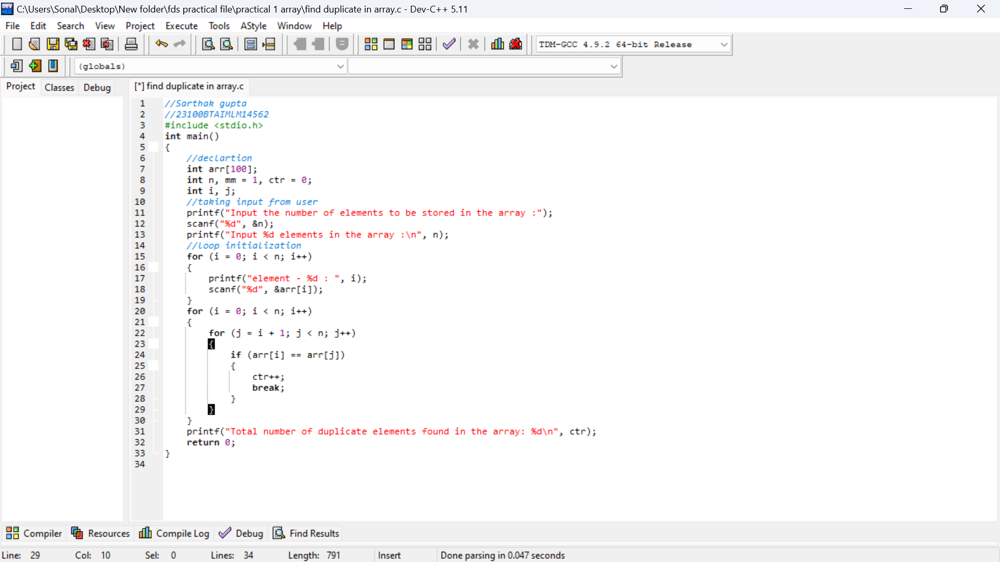 C:\Users\Sonal\Desktop\New folder\fds practical file\practical 1 array\find duplicate in array.c - Dev-C++ 5.11
File Edit Search View Project Execute Tools AStyle Window Help
TDM-GCC 4.9.2 64-bit Release
(globals)
Project Classes Debug [*] find duplicate in array.c
1 //Sarthak gupta
2 //23100BTAIMLM14562
3 #include <stdio.h>
4 int main()
5 {
6 //declartion
7 int arr[100];
8 int n, mm = 1, ctr = 0;
9 int i, j;
10 //taking input from user
11 printf("Input the number of elements to be stored in the array :");
12 scanf("%d", &n);
13 printf("Input %d elements in the array :\n", n);
14 //loop initialization
15 for (i = 0; i < n; i++)
16 {
17 printf("element - %d : ", i);
18 scanf("%d", &arr[i]);
19 }
20 for (i = 0; i < n; i++)
21 {
22 for (j = i + 1; j < n; j++)
23 {
24 if (arr[i] == arr[j])
25 {
26 ctr++;
27 break;
28 }
29 }
30 }
31 printf("Total number of duplicate elements found in the array: %d\n", ctr);
32 return 0;
33 }
34
Compiler Resources Compile Log Debug Find Results
Line: 29 Col: 10 Sel: 0 Lines: 34 Length: 791 Insert Done parsing in 0.047 seconds